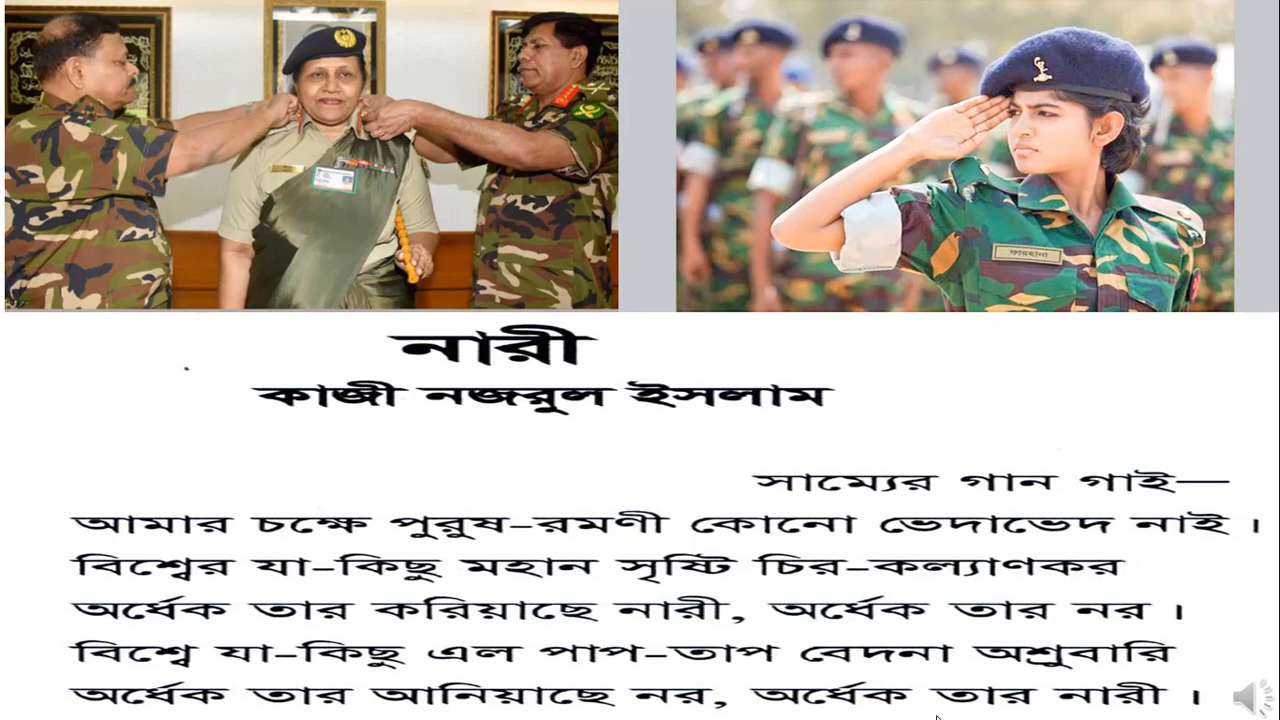 ফারহানা
নারী
কাজী নজরুল ইসলাম
সাম্যের গান গাই—
আমার চক্ষে পুরুষ-রমণী কোনো ভেদাভেদ নাই ।
বিশ্বের যা-কিছু মহান সৃষ্টি চির-কল্যাণকর
অর্ধেক তার করিয়াছে নারী, অর্ধেক তার নর ।
বিশ্বে যা-কিছু এল পাপ-তাপ বেদনা অশ্রুবারি
অর্ধেক তার আনিয়াছে নর, অর্ধেক তার নারী ।